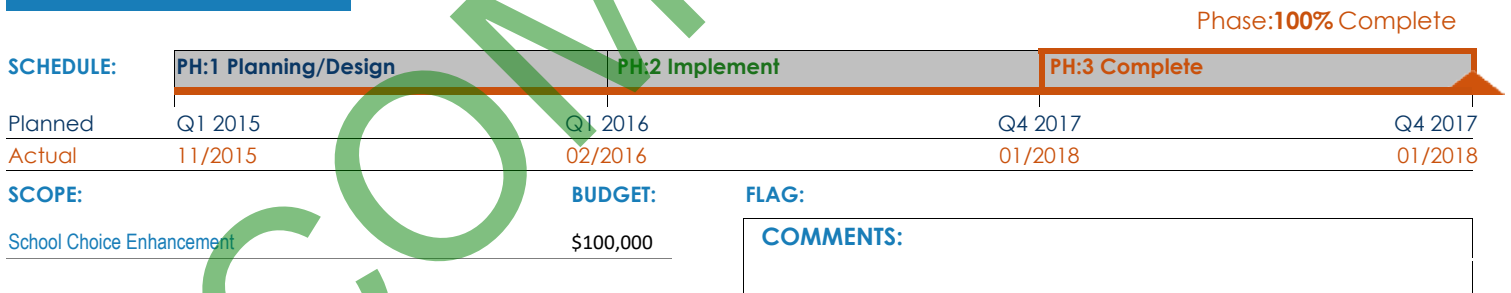 Phase:100% Complete
SCHEDULE: PH:1 Planning/Design PH:2 Implement PH:3 Complete
Planned Q1 2015 Q1 2016 Q4 2017 Q4 2017
Actual 11/2015 02/2016 01/2018 01/2018
SCOPE: BUDGET: FLAG:
School Choice Enhancement $100,000 COMMENTS:
COM